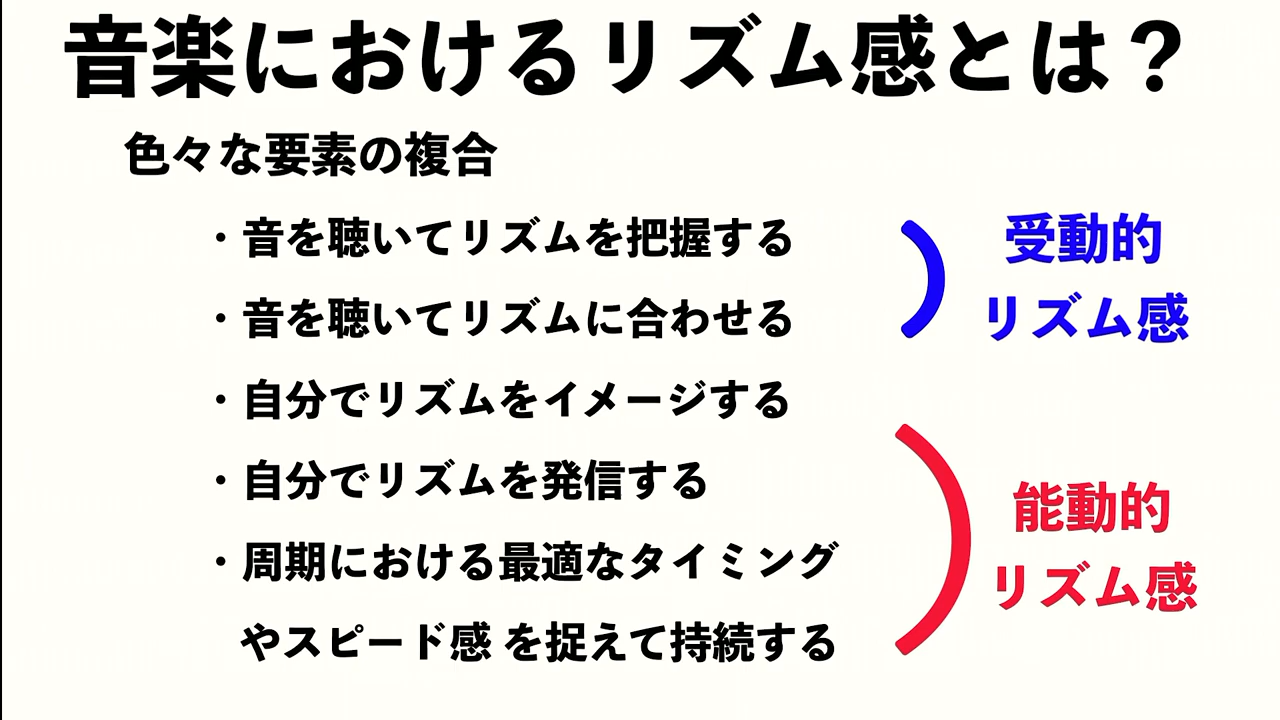 音楽におけるリズム感とは？
色々な要素の複合
・音を聴いてリズムを把握する
・音を聴いてリズムに合わせる
受動的
リズム感
・自分でリズムをイメージする
・自分でリズムを発信する
・周期における最適なタイミング
やスピード感 を捉えて持続する
能動的
リズム感